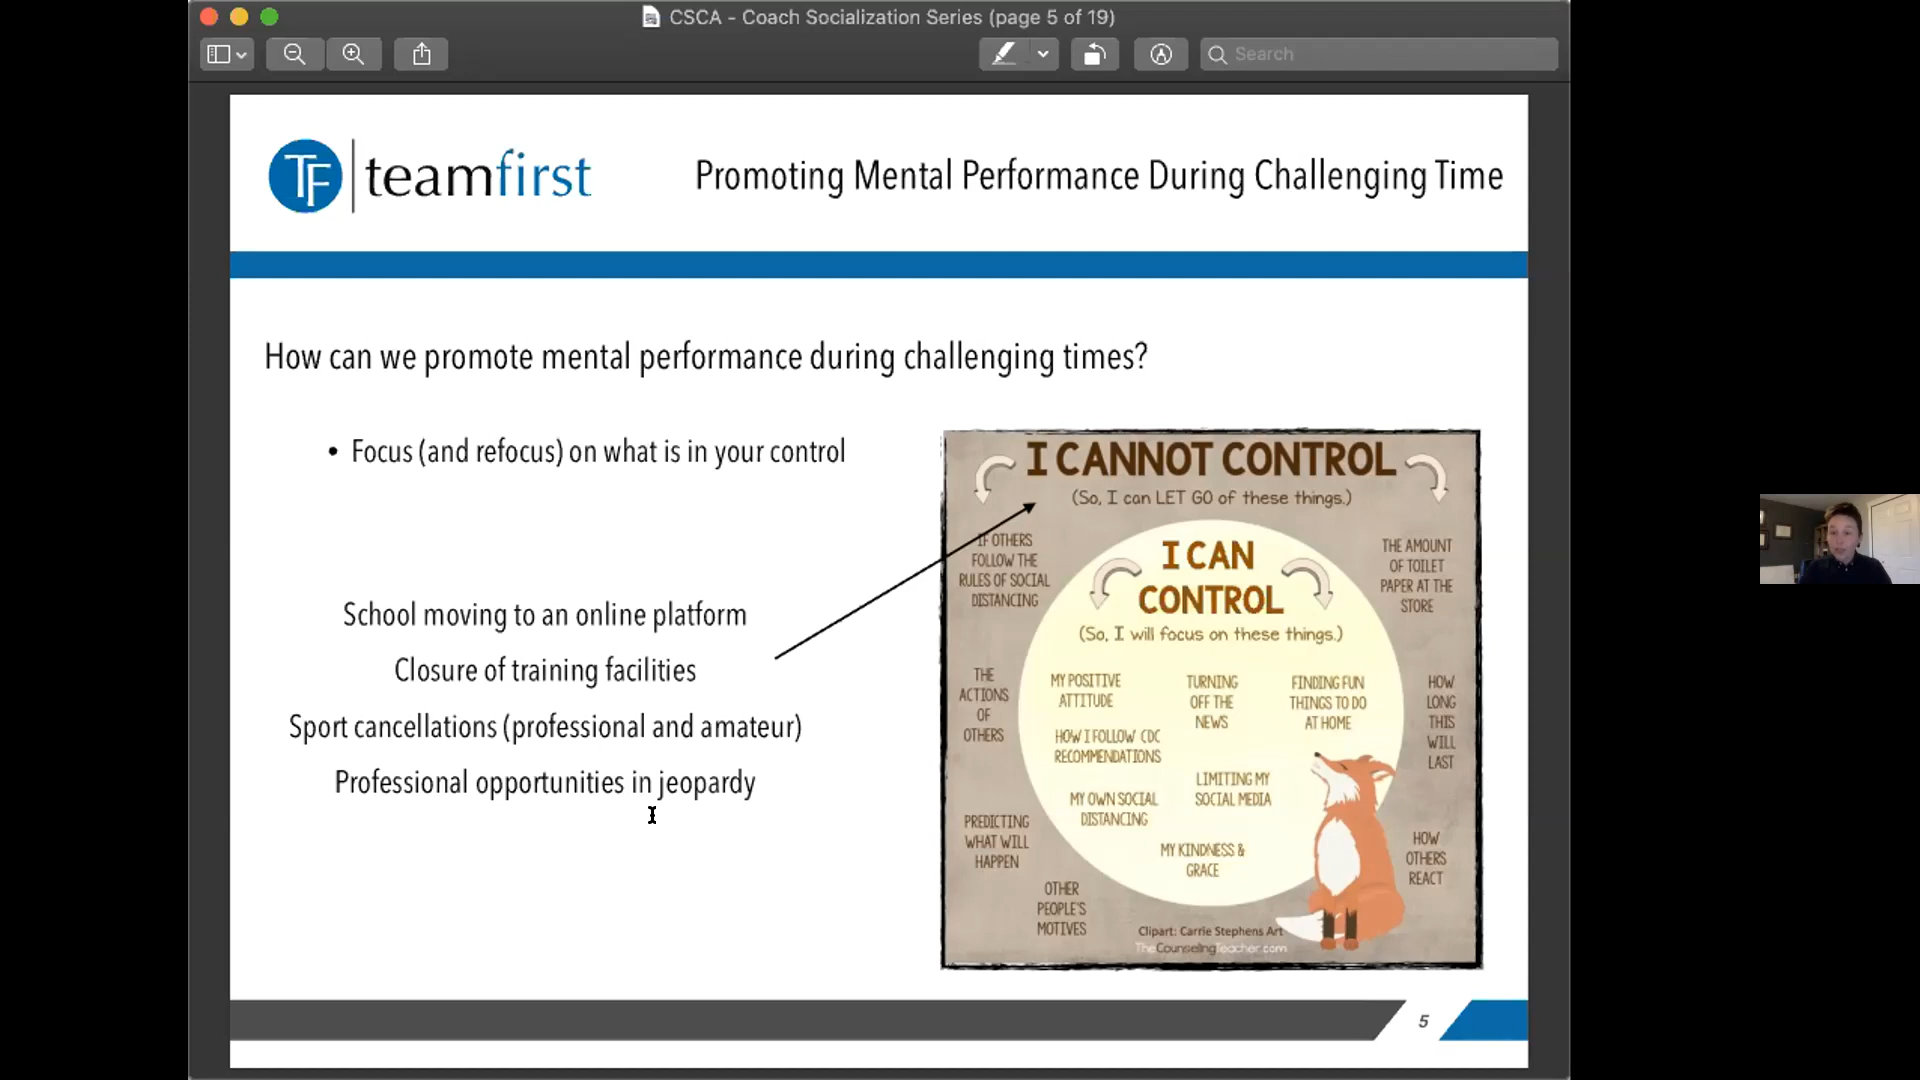 CSCA - Coach Socialization Series (page 5 of 19)
Search
TF teamfirst
Promoting Mental Performance During Challenging Time
How can we promote mental performance during challenging times?
• Focus (and refocus) on what is in your control
School moving to an online platform
Closure of training facilities
Sport cancellations (professional and amateur)
Professional opportunities in jeopardy
I CANNOT CONTROL
(So, I can LET GO of these things.)
IF OTHERS
FOLLOW THE
RULES OF SOCIAL
DISTANCING
THE AMOUNT
OF TOILET
PAPER AT THE
STORE
I CAN
CONTROL
(So, I will focus on these things.)
THE
ACTIONS
OF
OTHERS
MY POSITIVE
ATTITUDE
TURNING
OFF THE
NEWS
FINDING FUN
THINGS TO DO
AT HOME
HOW
LONG
THIS
WILL
LAST
HOW I FOLLOW CDC
RECOMMENDATIONS
LIMITING MY
SOCIAL MEDIA
MY OWN SOCIAL
DISTANCING
PREDICTING
WHAT WILL
HAPPEN
MY KINDNESS &
GRACE
HOW
OTHERS
REACT
OTHER
PEOPLE'S
MOTIVES
Clipart: Carrie Stephens Art
TheCounselingTeacher.com
5